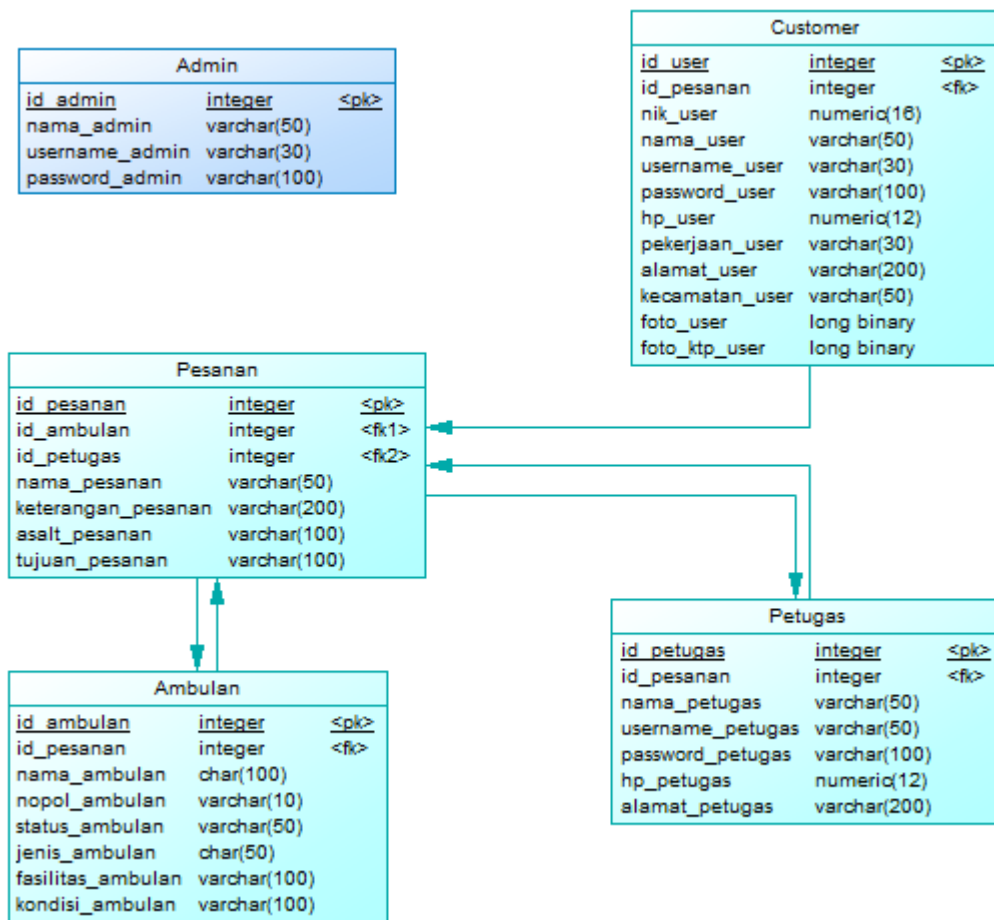 Admin
id_admin integer <pk>
nama_admin varchar(50)
username_admin varchar(30)
password_admin varchar(100)
Customer
id_user integer <pk>
id_pesanan integer <fk>
nik_user numeric(16)
nama_user varchar(50)
username_user varchar(30)
password_user varchar(100)
hp_user numeric(12)
pekerjaan_user varchar(30)
alamat_user varchar(200)
kecamatan_user varchar(50)
foto_user long binary
foto_ktp_user long binary
Pesanan
id_pesanan integer <pk>
id_ambulan integer <fk1>
id_petugas integer <fk2>
nama_pesanan varchar(50)
keterangan_pesanan varchar(200)
asalt_pesanan varchar(100)
tujuan_pesanan varchar(100)
Petugas
id_petugas integer <pk>
id_pesanan integer <fk>
nama_petugas varchar(50)
username_petugas varchar(50)
password_petugas varchar(100)
hp_petugas numeric(12)
alamat_petugas varchar(200)
Ambulan
id_ambulan integer <pk>
id_pesanan integer <fk>
nama_ambulan char(100)
nopol_ambulan varchar(10)
status_ambulan varchar(50)
jenis_ambulan char(50)
fasilitas_ambulan varchar(100)
kondisi_ambulan varchar(100)